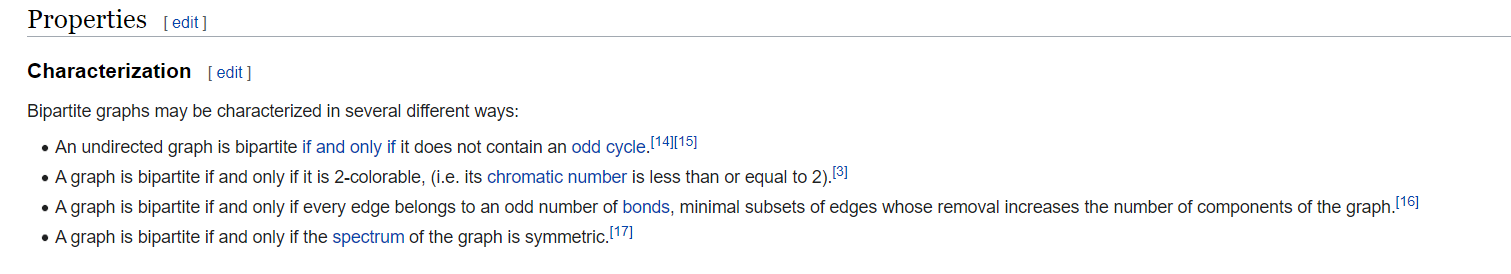 Properties [ edit ]
Characterization [ edit ]
Bipartite graphs may be characterized in several different ways:
• An undirected graph is bipartite if and only if it does not contain an odd cycle.[14][15]
• A graph is bipartite if and only if it is 2-colorable, (i.e. its chromatic number is less than or equal to 2).[3]
• A graph is bipartite if and only if every edge belongs to an odd number of bonds, minimal subsets of edges whose removal increases the number of components of the graph.[16]
• A graph is bipartite if and only if the spectrum of the graph is symmetric.[17]